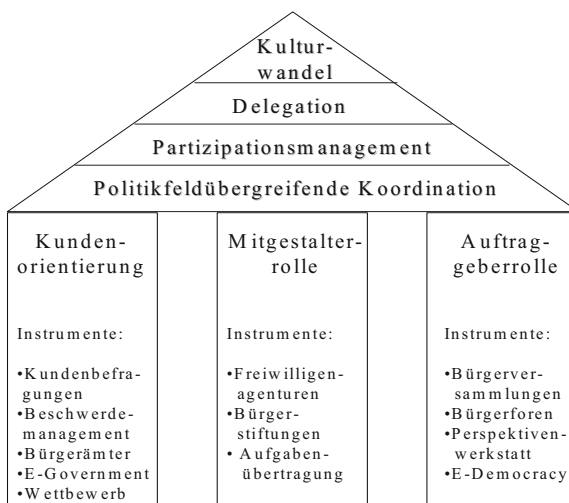 Kultur-
wandel
Delegation
Partizipationsmanagement
Politikfeldübergreifende Koordination
Kunden-
orientierung
Instrumente:
•Kundenbefra-
gungen
•Beschwerde-
management
•Bürgerämter
•E-Government
•Wettbewerb
Mitgestalter-
rolle
Instrumente:
•Freiwilligen-
agenturen
•Bürger-
stiftungen
• Aufgaben-
übertragung
Auftrag-
geberrolle
Instrumente:
•Bürgerver-
sammlungen
•Bürgerforen
•Perspektiven-
werkstatt
•E-Democracy